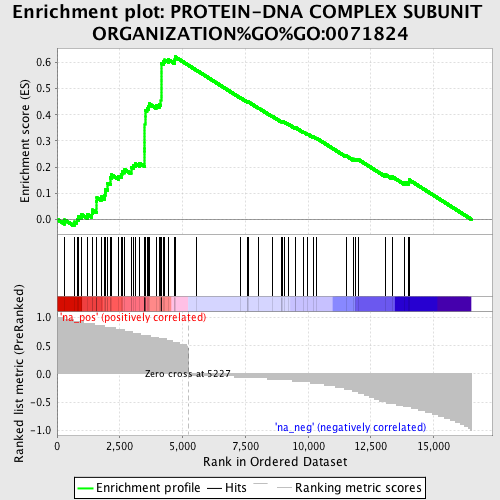 Enrichment plot: PROTEIN-DNA COMPLEX SUBUNIT
ORGANIZATION%GO%GO:0071824
Enrichment score (ES)
0.6
0.5
0.4
0.3
0.2
0.1
0.0
Ranked list metric (PreRanked)
1.0
0.5
0.0
-0.5
-1.0
'na_pos' (positively correlated)
Zero cross at 5227
'na_neg' (negatively correlated)
0
2,500
5,000
7,500
10,000
12,500
15,000
Rank in Ordered Dataset
Enrichment profile
Hits
Ranking metric scores